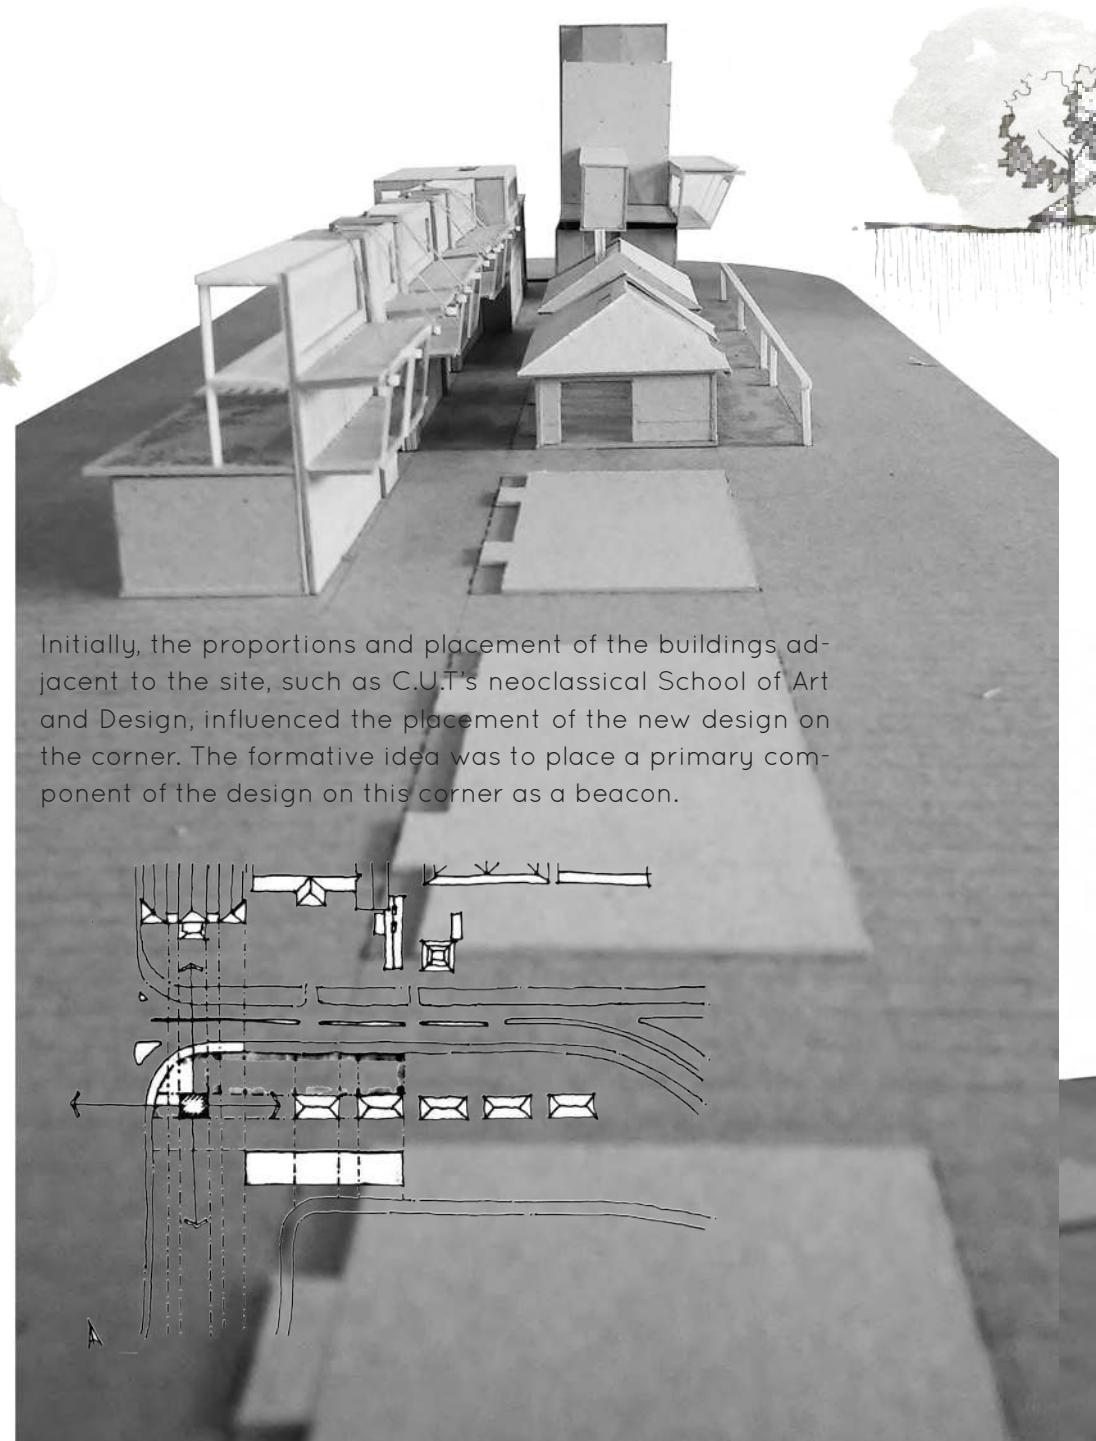 Initially, the proportions and placement of the buildings ad-
jacent to the site, such as C.U.T's neoclassical School of Art
and Design, influenced the placement of the new design on
the corner. The formative idea was to place a primary com-
ponent of the design on this corner as a beacon.